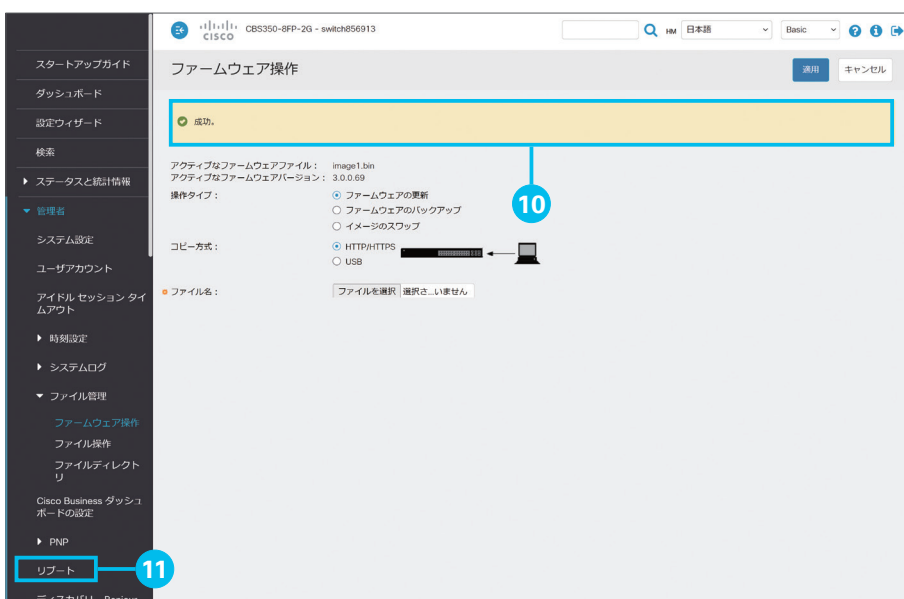 CISCO
CBS350-8FP-2G - switch856913
HM
日本語
Basic
スタートアップガイド
ダッシュボード
設定ウィザード
検索
ステータスと統計情報
管理者
システム設定
ユーザアカウント
アイドル セッション タイ
ムアウト
時刻設定
システムログ
ファイル管理
ファームウェア操作
ファイル操作
ファイルディレクト
リ
Cisco Business ダッシュ
ボードの設定
PNP
リブート
11
ファームウェア操作
適用
キャンセル
成功。
10
アクティブなファームウェアファイル： image1.bin
アクティブなファームウェアバージョン： 3.0.0.69
操作タイプ：
ファームウェアの更新
ファームウェアのバックアップ
イメージのスワップ
コピー方式：
HTTP/HTTPS
USB
ファイル名：
ファイルを選択 選択さ...いません